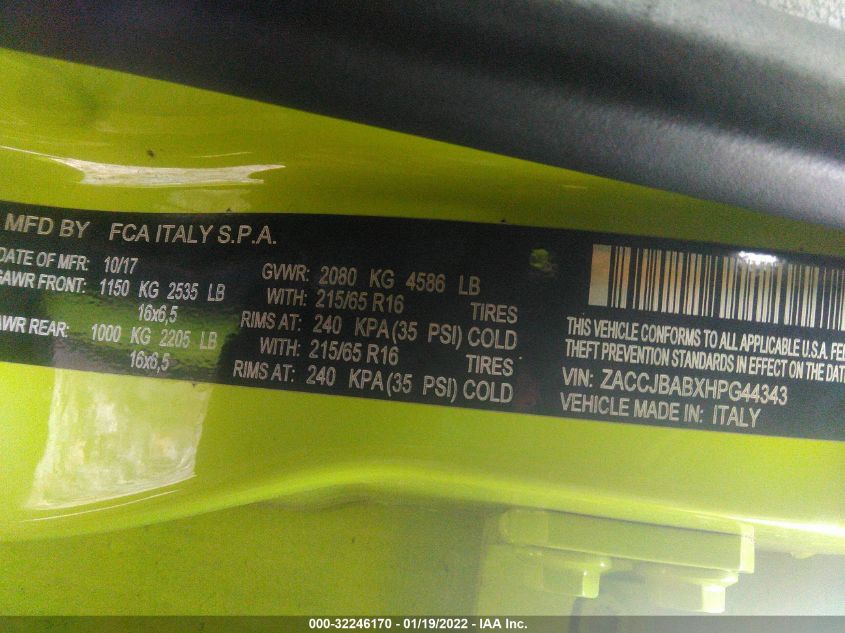 MFD BY FCA ITALY S.P.A.
DATE OF MFR: 10/17
GAWR FRONT: 1150 KG 2535 LB
16x6,5
AWR REAR: 1000 KG 2205 LB
16x6,5
GVWR: 2080 KG 4586 LB
WITH: 215/65 R16 TIRES
RIMS AT: 240 KPA (35 PSI) COLD
WITH: 215/65 R16 TIRES
RIMS AT: 240 KPA (35 PSI) COLD
THIS VEHICLE CONFORMS TO ALL APPLICABLE U.S.A. FE
THEFT PREVENTION STANDARDS IN EFFECT ON THE DAT
VIN: ZACCJBABXHPG44343
VEHICLE MADE IN: ITALY
000-32246170 - 01/19/2022 - IAA Inc.